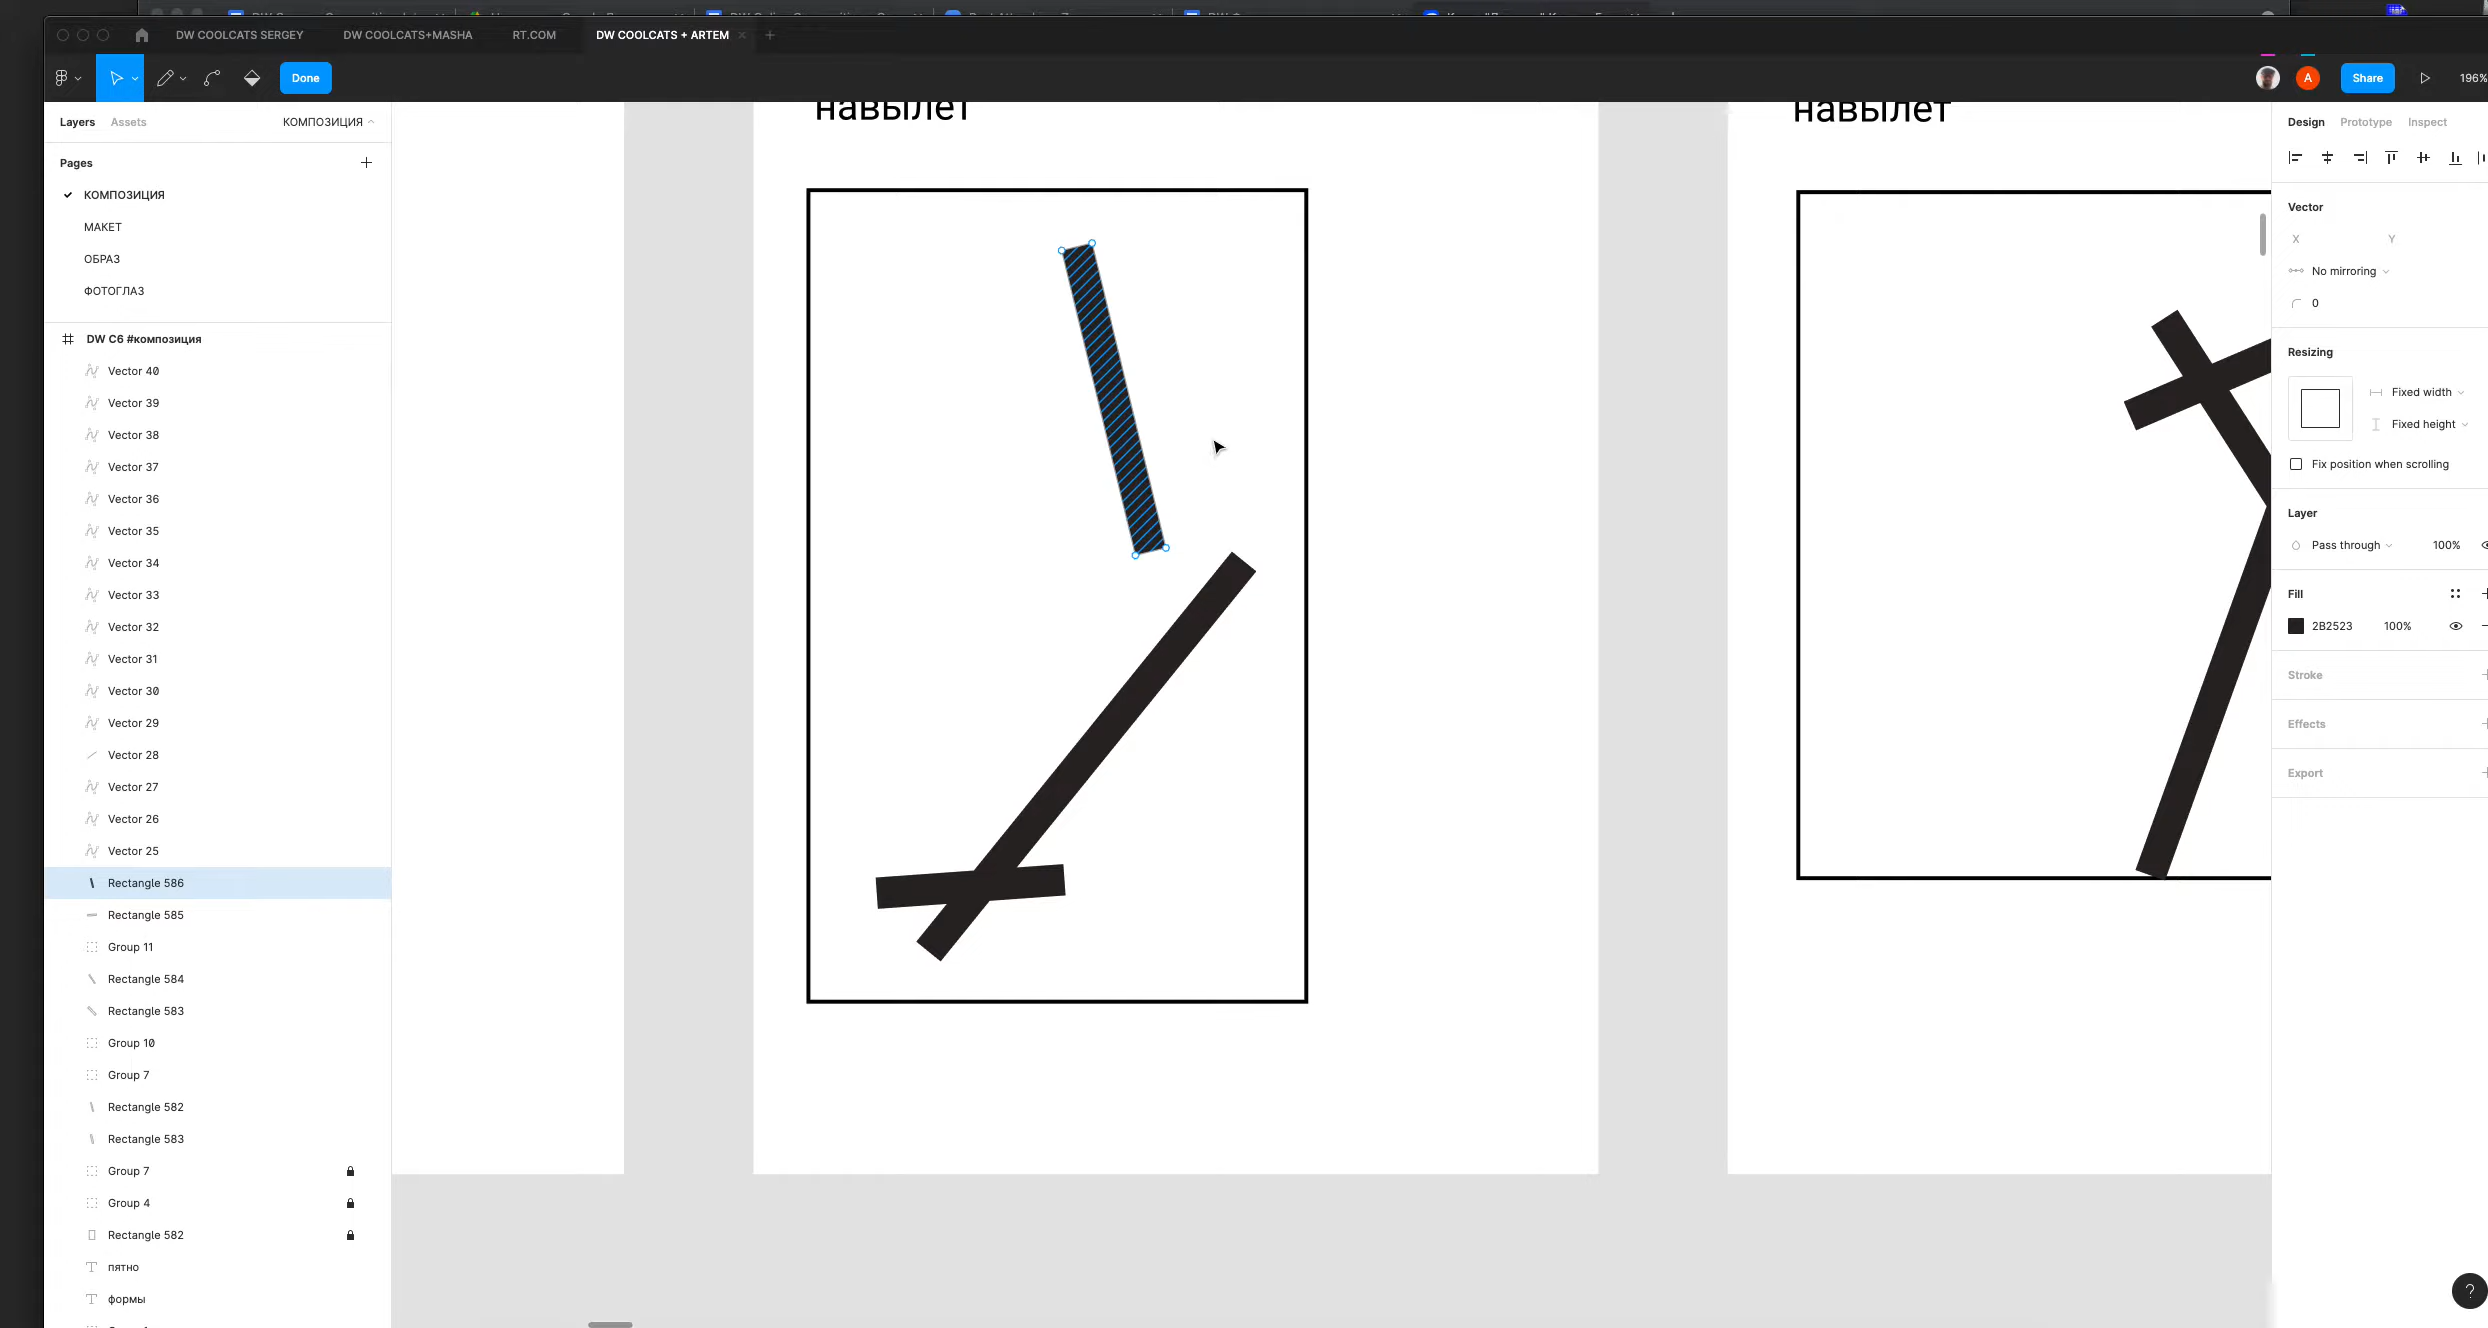 DW COOLCATS SERGEY
DW COOLCATS+MASHA
RT.COM
DW COOLCATS + ARTEM
Done
A
Share
196%
Layers
Assets
КОМПОЗИЦИЯ
Pages
КОМПОЗИЦИЯ
МАКЕТ
ОБРАЗ
ФОТОГЛАЗ
DW C6 #композиция
Vector 40
Vector 39
Vector 38
Vector 37
Vector 36
Vector 35
Vector 34
Vector 33
Vector 32
Vector 31
Vector 30
Vector 29
Vector 28
Vector 27
Vector 26
Vector 25
Rectangle 586
Rectangle 585
Group 11
Rectangle 584
Rectangle 583
Group 10
Group 7
Rectangle 582
Rectangle 583
Group 7
Group 4
Rectangle 582
пятно
формы
навылет
навылет
Design
Prototype
Inspect
Vector
X
Y
No mirroring
0
Resizing
Fixed width
Fixed height
Fix position when scrolling
Layer
Pass through
100%
Fill
2B2523
100%
Stroke
Effects
Export
?